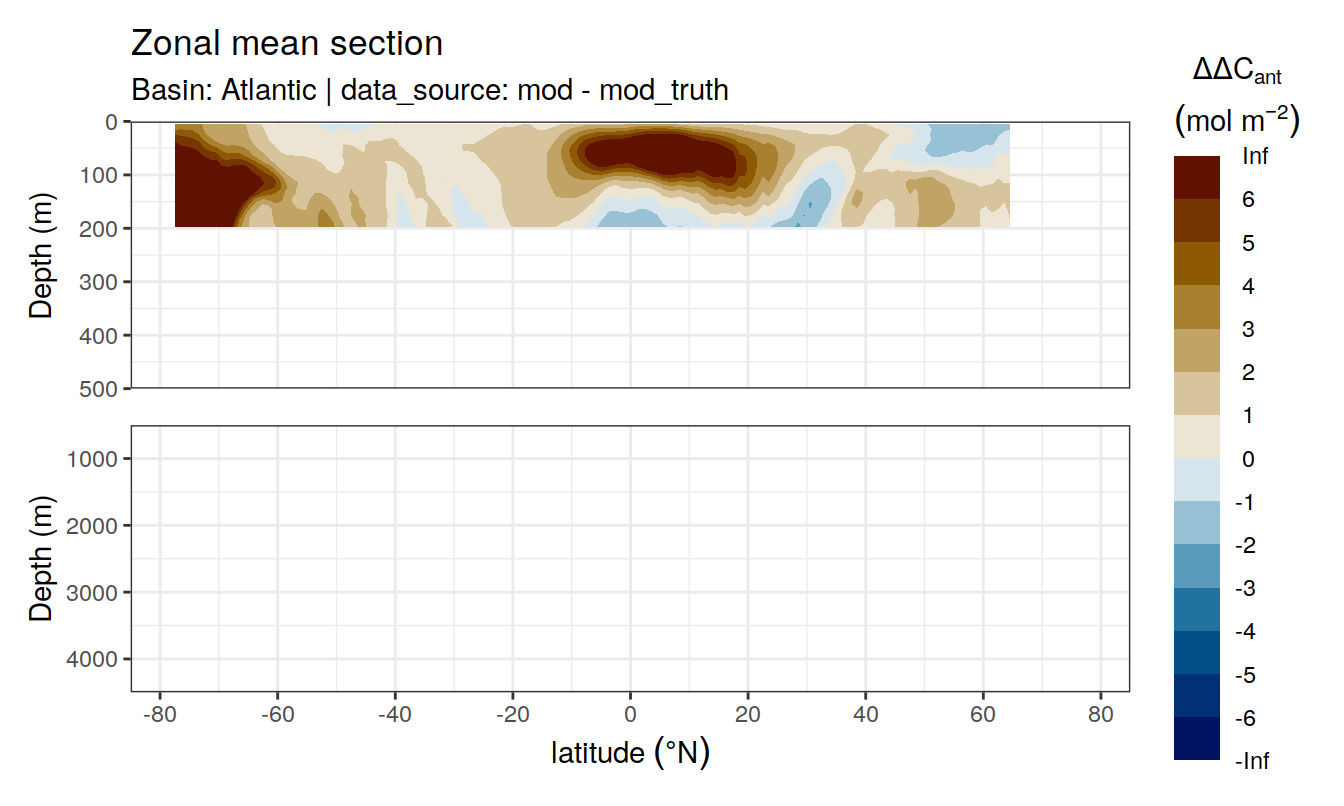 Zonal mean section
Basin: Atlantic | data_source: mod - mod_truth
ΔΔCant
(mol m−2)
Inf
6
5
4
3
2
1
0
-1
-2
-3
-4
-5
-6
-Inf
Depth (m)
0
100
200
300
400
500
Depth (m)
1000
2000
3000
4000
-80 -60 -40 -20 0 20 40 60 80
latitude (°N)